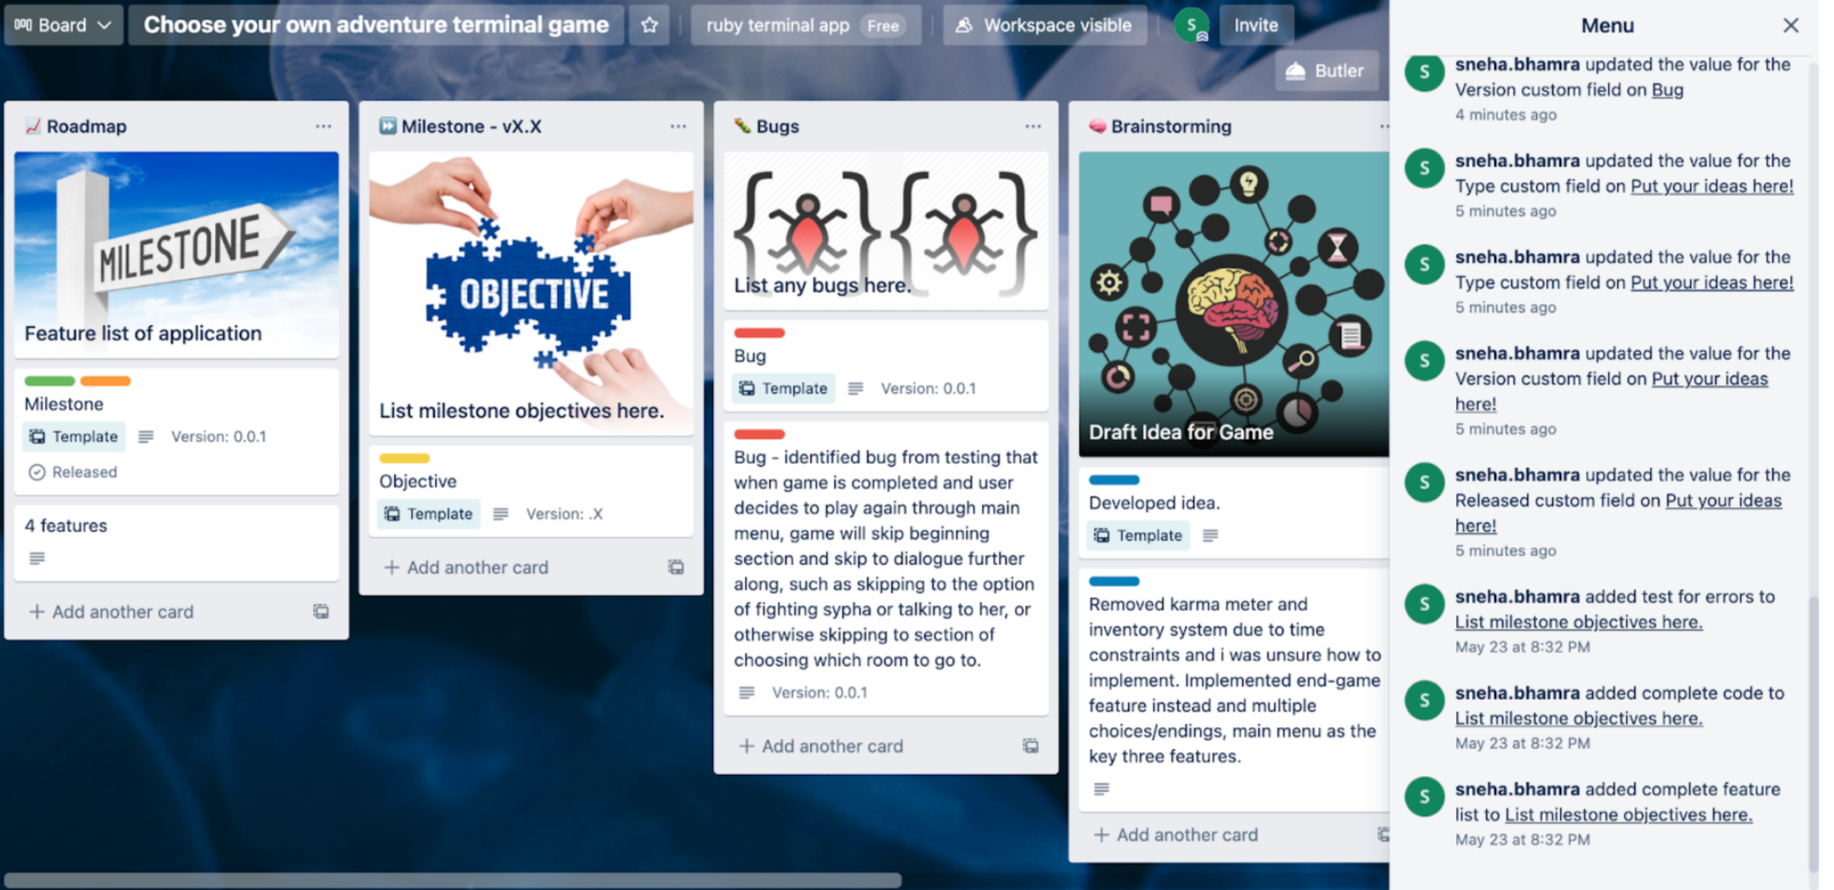 Board
Choose your own adventure terminal game
ruby terminal app Free
Workspace visible
S
Invite
Butler
Roadmap
MILESTONE
Feature list of application
Milestone
Template
Version: 0.0.1
Released
4 features
+ Add another card
Milestone - vX.X
OBJECTIVE
List milestone objectives here.
Objective
Template
Version: .X
+ Add another card
Bugs
{ } { }
List any bugs here.
Bug
Template
Version: 0.0.1
Bug - identified bug from testing that
when game is completed and user
decides to play again through main
menu, game will skip beginning
section and skip to dialogue further
along, such as skipping to the option
of fighting sypha or talking to her, or
otherwise skipping to section of
choosing which room to go to.
Version: 0.0.1
+ Add another card
Brainstorming
Draft Idea for Game
Developed idea.
Template
Removed karma meter and
inventory system due to time
constraints and i was unsure how to
implement. Implemented end-game
feature instead and multiple
choices/endings, main menu as the
key three features.
+ Add another card
Menu
S
sneha.bhamra updated the value for the
Version custom field on Bug
4 minutes ago
S
sneha.bhamra updated the value for the
Type custom field on Put your ideas here!
5 minutes ago
S
sneha.bhamra updated the value for the
Type custom field on Put your ideas here!
5 minutes ago
S
sneha.bhamra updated the value for the
Version custom field on Put your ideas
here!
5 minutes ago
S
sneha.bhamra updated the value for the
Released custom field on Put your ideas
here!
5 minutes ago
S
sneha.bhamra added test for errors to
List milestone objectives here.
May 23 at 8:32 PM
S
sneha.bhamra added complete code to
List milestone objectives here.
May 23 at 8:32 PM
S
sneha.bhamra added complete feature
list to List milestone objectives here.
May 23 at 8:32 PM